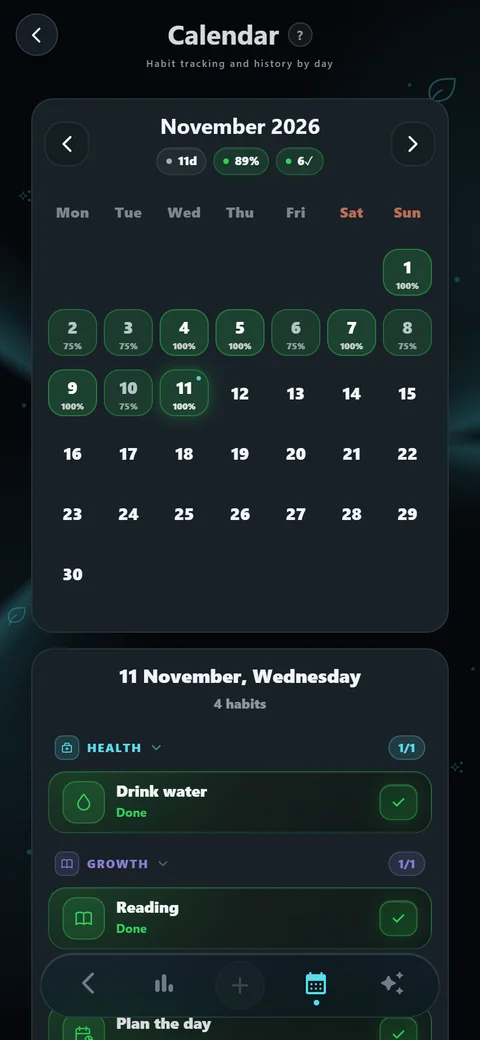 Calendar ?
Habit tracking and history by day
November 2026
11d 89% 6✓
Mon Tue Wed Thu Fri Sat Sun
1
100%
2 3 4 5 6 7 8
75% 75% 100% 100% 75% 100% 75%
9 10 11 12 13 14 15
100% 75% 100%
16 17 18 19 20 21 22
23 24 25 26 27 28 29
30
11 November, Wednesday
4 habits
HEALTH 1/1
Drink water
Done
GROWTH 1/1
Reading
Done
Plan the day